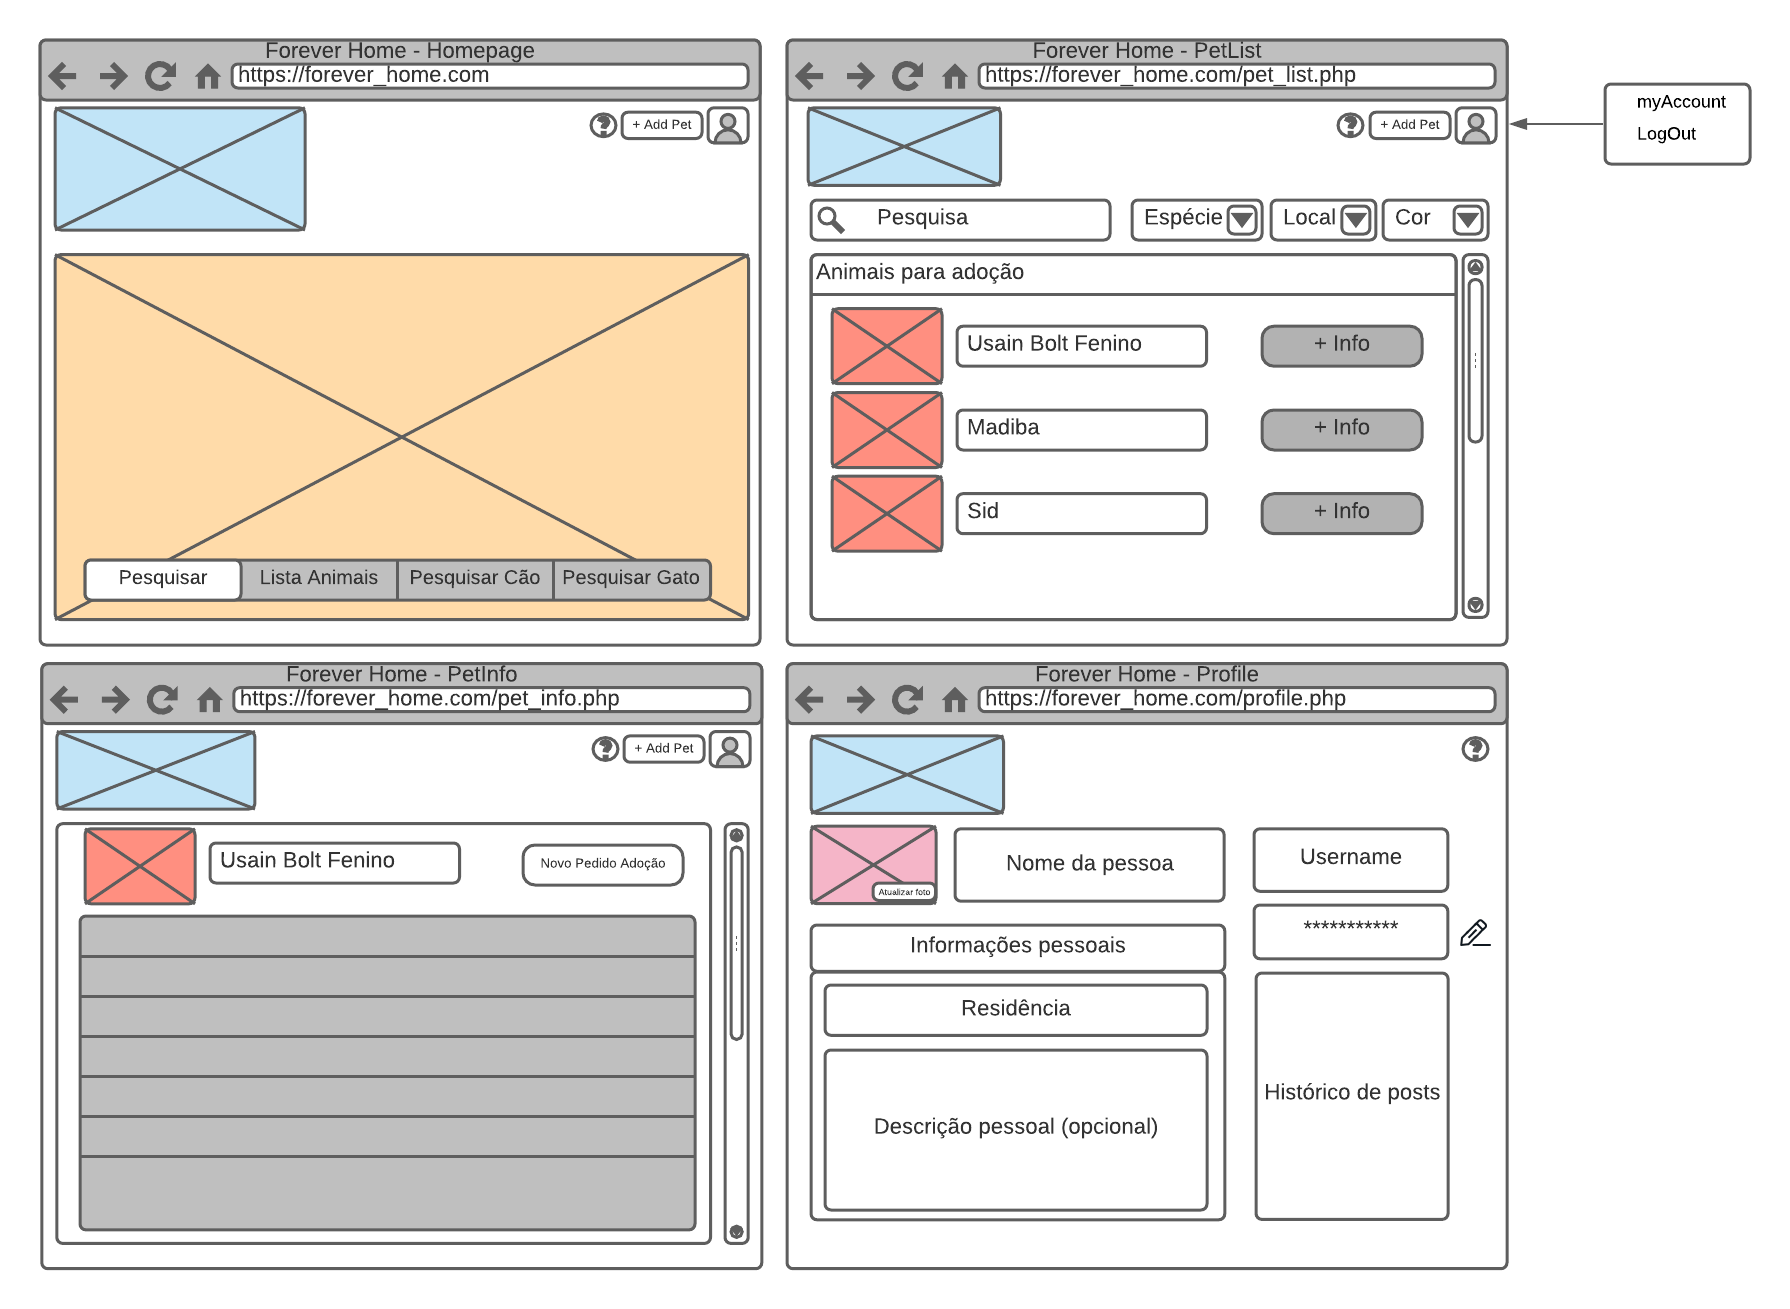 Forever Home - Homepage
https://forever_home.com
+ Add Pet
Pesquisar
Lista Animais
Pesquisar Cão
Pesquisar Gato
Forever Home - PetList
https://forever_home.com/pet_list.php
+ Add Pet
myAccount
LogOut
Pesquisa
Espécie
Local
Cor
Animais para adoção
Usain Bolt Fenino
+ Info
Madiba
+ Info
Sid
+ Info
Forever Home - PetInfo
https://forever_home.com/pet_info.php
+ Add Pet
Usain Bolt Fenino
Novo Pedido Adoção
Forever Home - Profile
https://forever_home.com/profile.php
Atualizar foto
Nome da pessoa
Username
***********
Informações pessoais
Residência
Descrição pessoal (opcional)
Histórico de posts